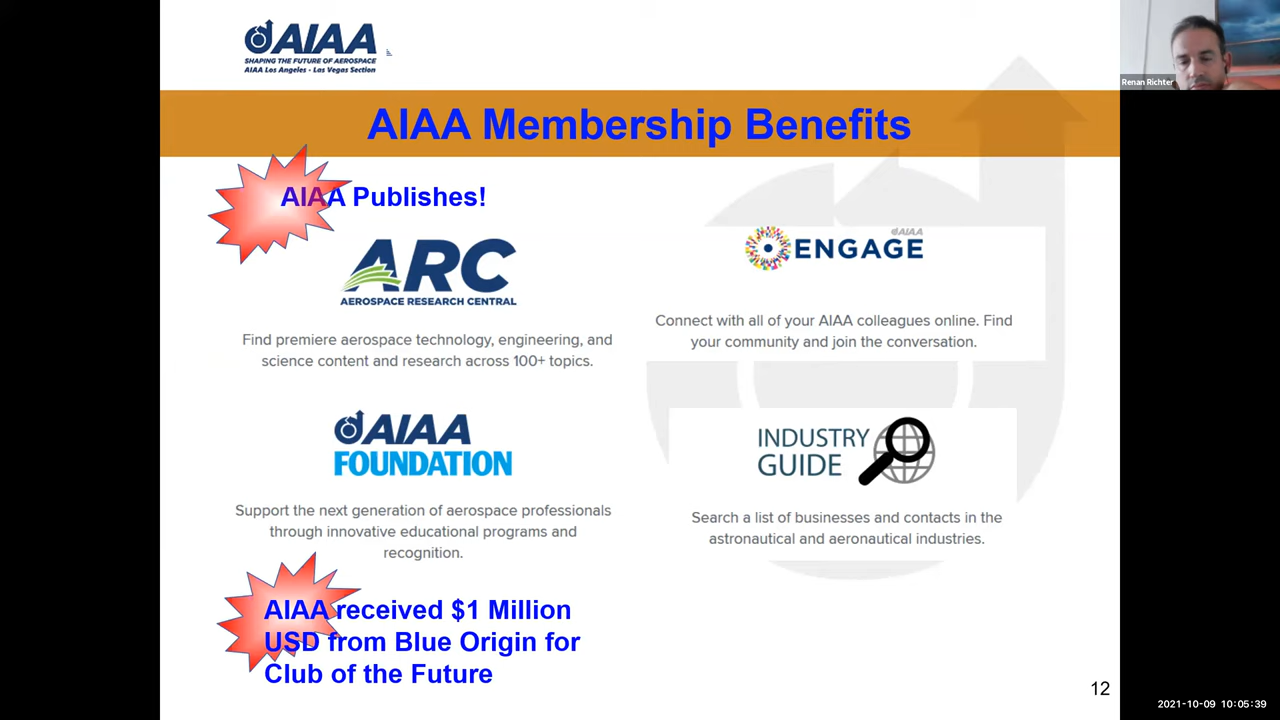 AIAA
SHAPING THE FUTURE OF AEROSPACE
AIAA Los Angeles - Las Vegas Section
Renan Richter
AIAA Membership Benefits
AIAA Publishes!
ARC
AEROSPACE RESEARCH CENTRAL
Find premiere aerospace technology, engineering, and
science content and research across 100+ topics.
AIAA
ENGAGE
Connect with all of your AIAA colleagues online. Find
your community and join the conversation.
AIAA
FOUNDATION
Support the next generation of aerospace professionals
through innovative educational programs and
recognition.
INDUSTRY
GUIDE
Search a list of businesses and contacts in the
astronautical and aeronautical industries.
AIAA received $1 Million
USD from Blue Origin for
Club of the Future
12
2021-10-09 10:05:39